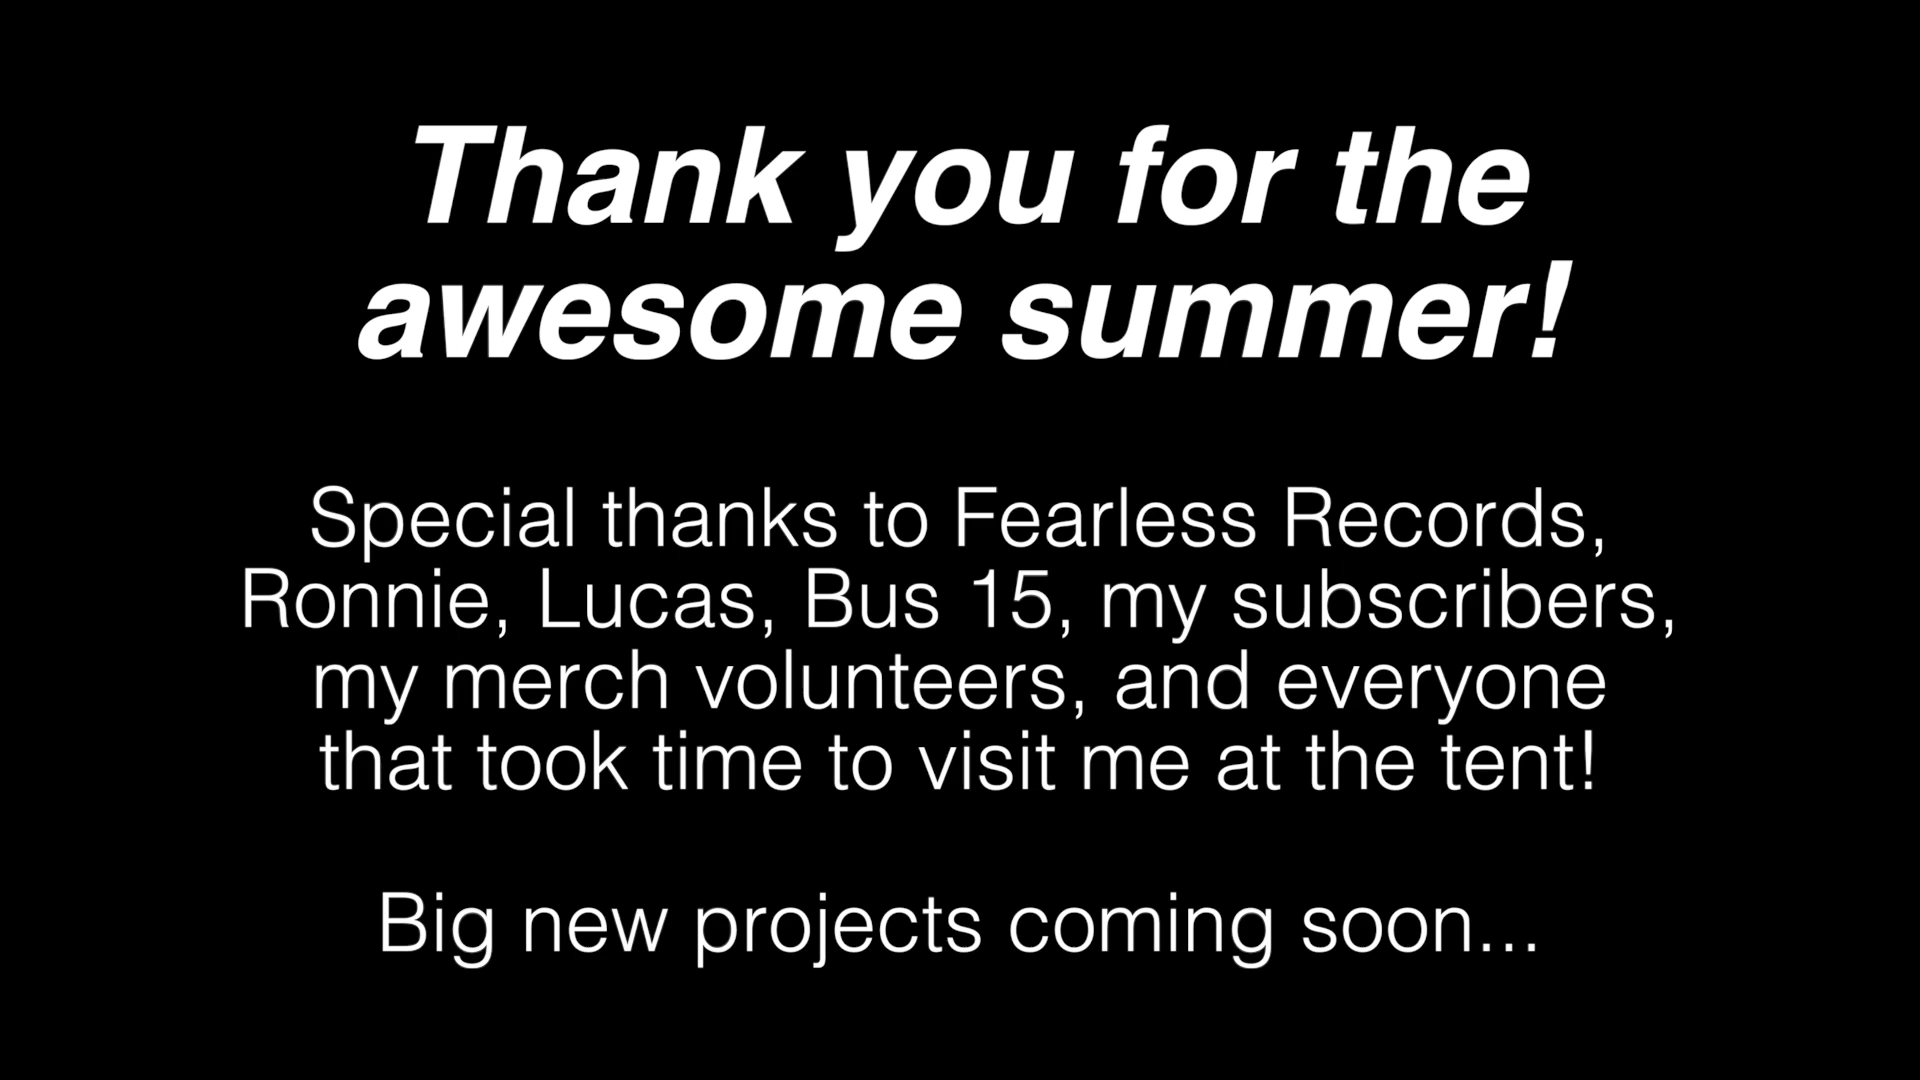 Thank you for the
awesome summer!
Special thanks to Fearless Records,
Ronnie, Lucas, Bus 15, my subscribers,
my merch volunteers, and everyone
that took time to visit me at the tent!
Big new projects coming soon...